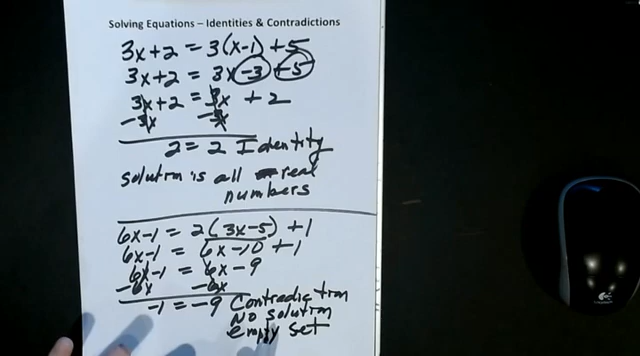 Solving Equations – Identities & Contradictions
3x+2 = 3(x-1) +5
3x+2 = 3x -3 +5
3x+2 = 3x +2
-3x -3x
2 = 2 Identity
solution is all real
numbers
6x-1 = 2(3x-5) +1
6x-1 = 6x-10 +1
6x-1 = 6x-9
-6x -6x
-1 = -9 Contradiction
No solution
empty set
Logitech